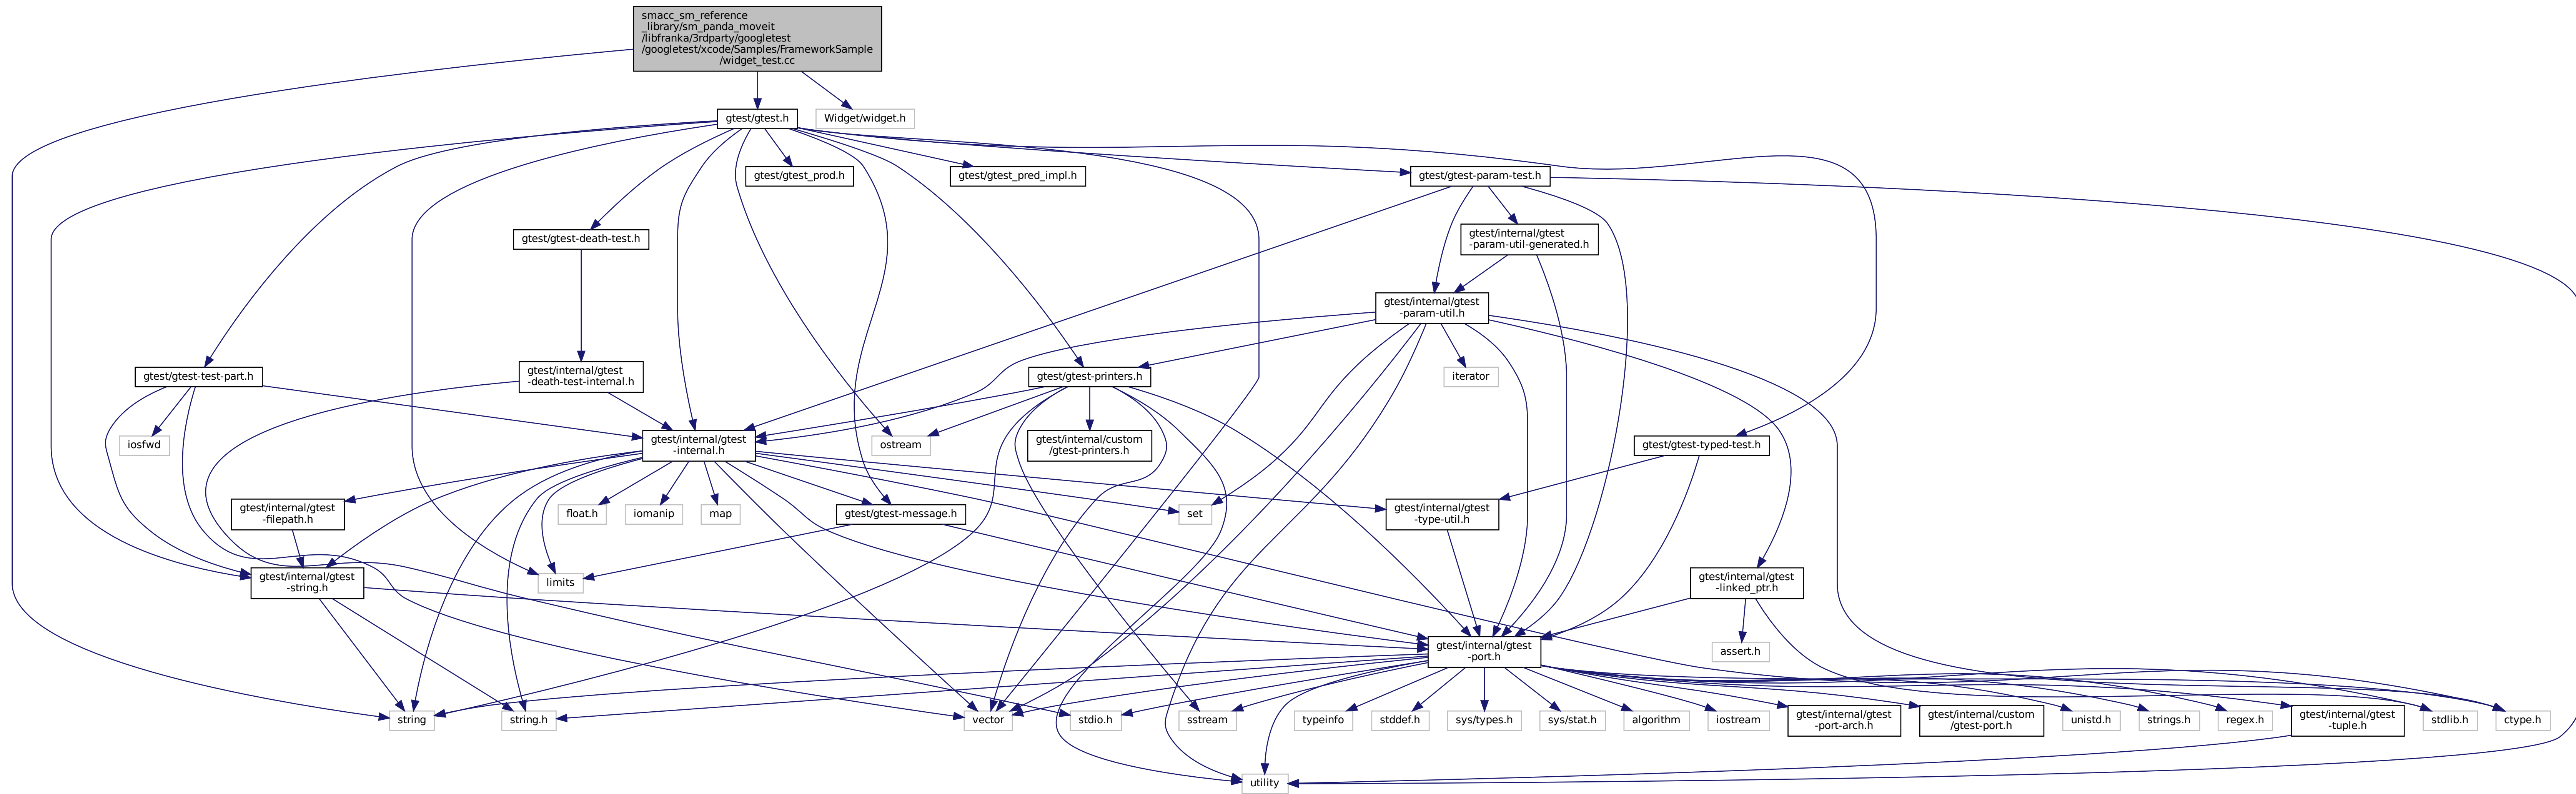 smacc_sm_reference
_library/sm_panda_moveit
/libfranka/3rdparty/googletest
/googletest/xcode/Samples/FrameworkSample
/widget_test.cc
gtest/gtest.h
Widget/widget.h
gtest/gtest_prod.h
gtest/gtest_pred_impl.h
gtest/gtest-param-test.h
gtest/gtest-death-test.h
gtest/internal/gtest
-param-util-generated.h
gtest/internal/gtest
-param-util.h
gtest/gtest-test-part.h
gtest/internal/gtest
-death-test-internal.h
gtest/gtest-printers.h
iterator
iosfwd
gtest/internal/gtest
-internal.h
ostream
gtest/internal/custom
/gtest-printers.h
gtest/gtest-typed-test.h
gtest/internal/gtest
-filepath.h
float.h
iomanip
map
gtest/gtest-message.h
set
gtest/internal/gtest
-type-util.h
gtest/internal/gtest
-string.h
limits
gtest/internal/gtest
-linked_ptr.h
gtest/internal/gtest
-port.h
assert.h
string
string.h
vector
stdio.h
sstream
typeinfo
stddef.h
sys/types.h
sys/stat.h
algorithm
iostream
gtest/internal/gtest
-port-arch.h
gtest/internal/custom
/gtest-port.h
unistd.h
strings.h
regex.h
gtest/internal/gtest
-tuple.h
stdlib.h
ctype.h
utility